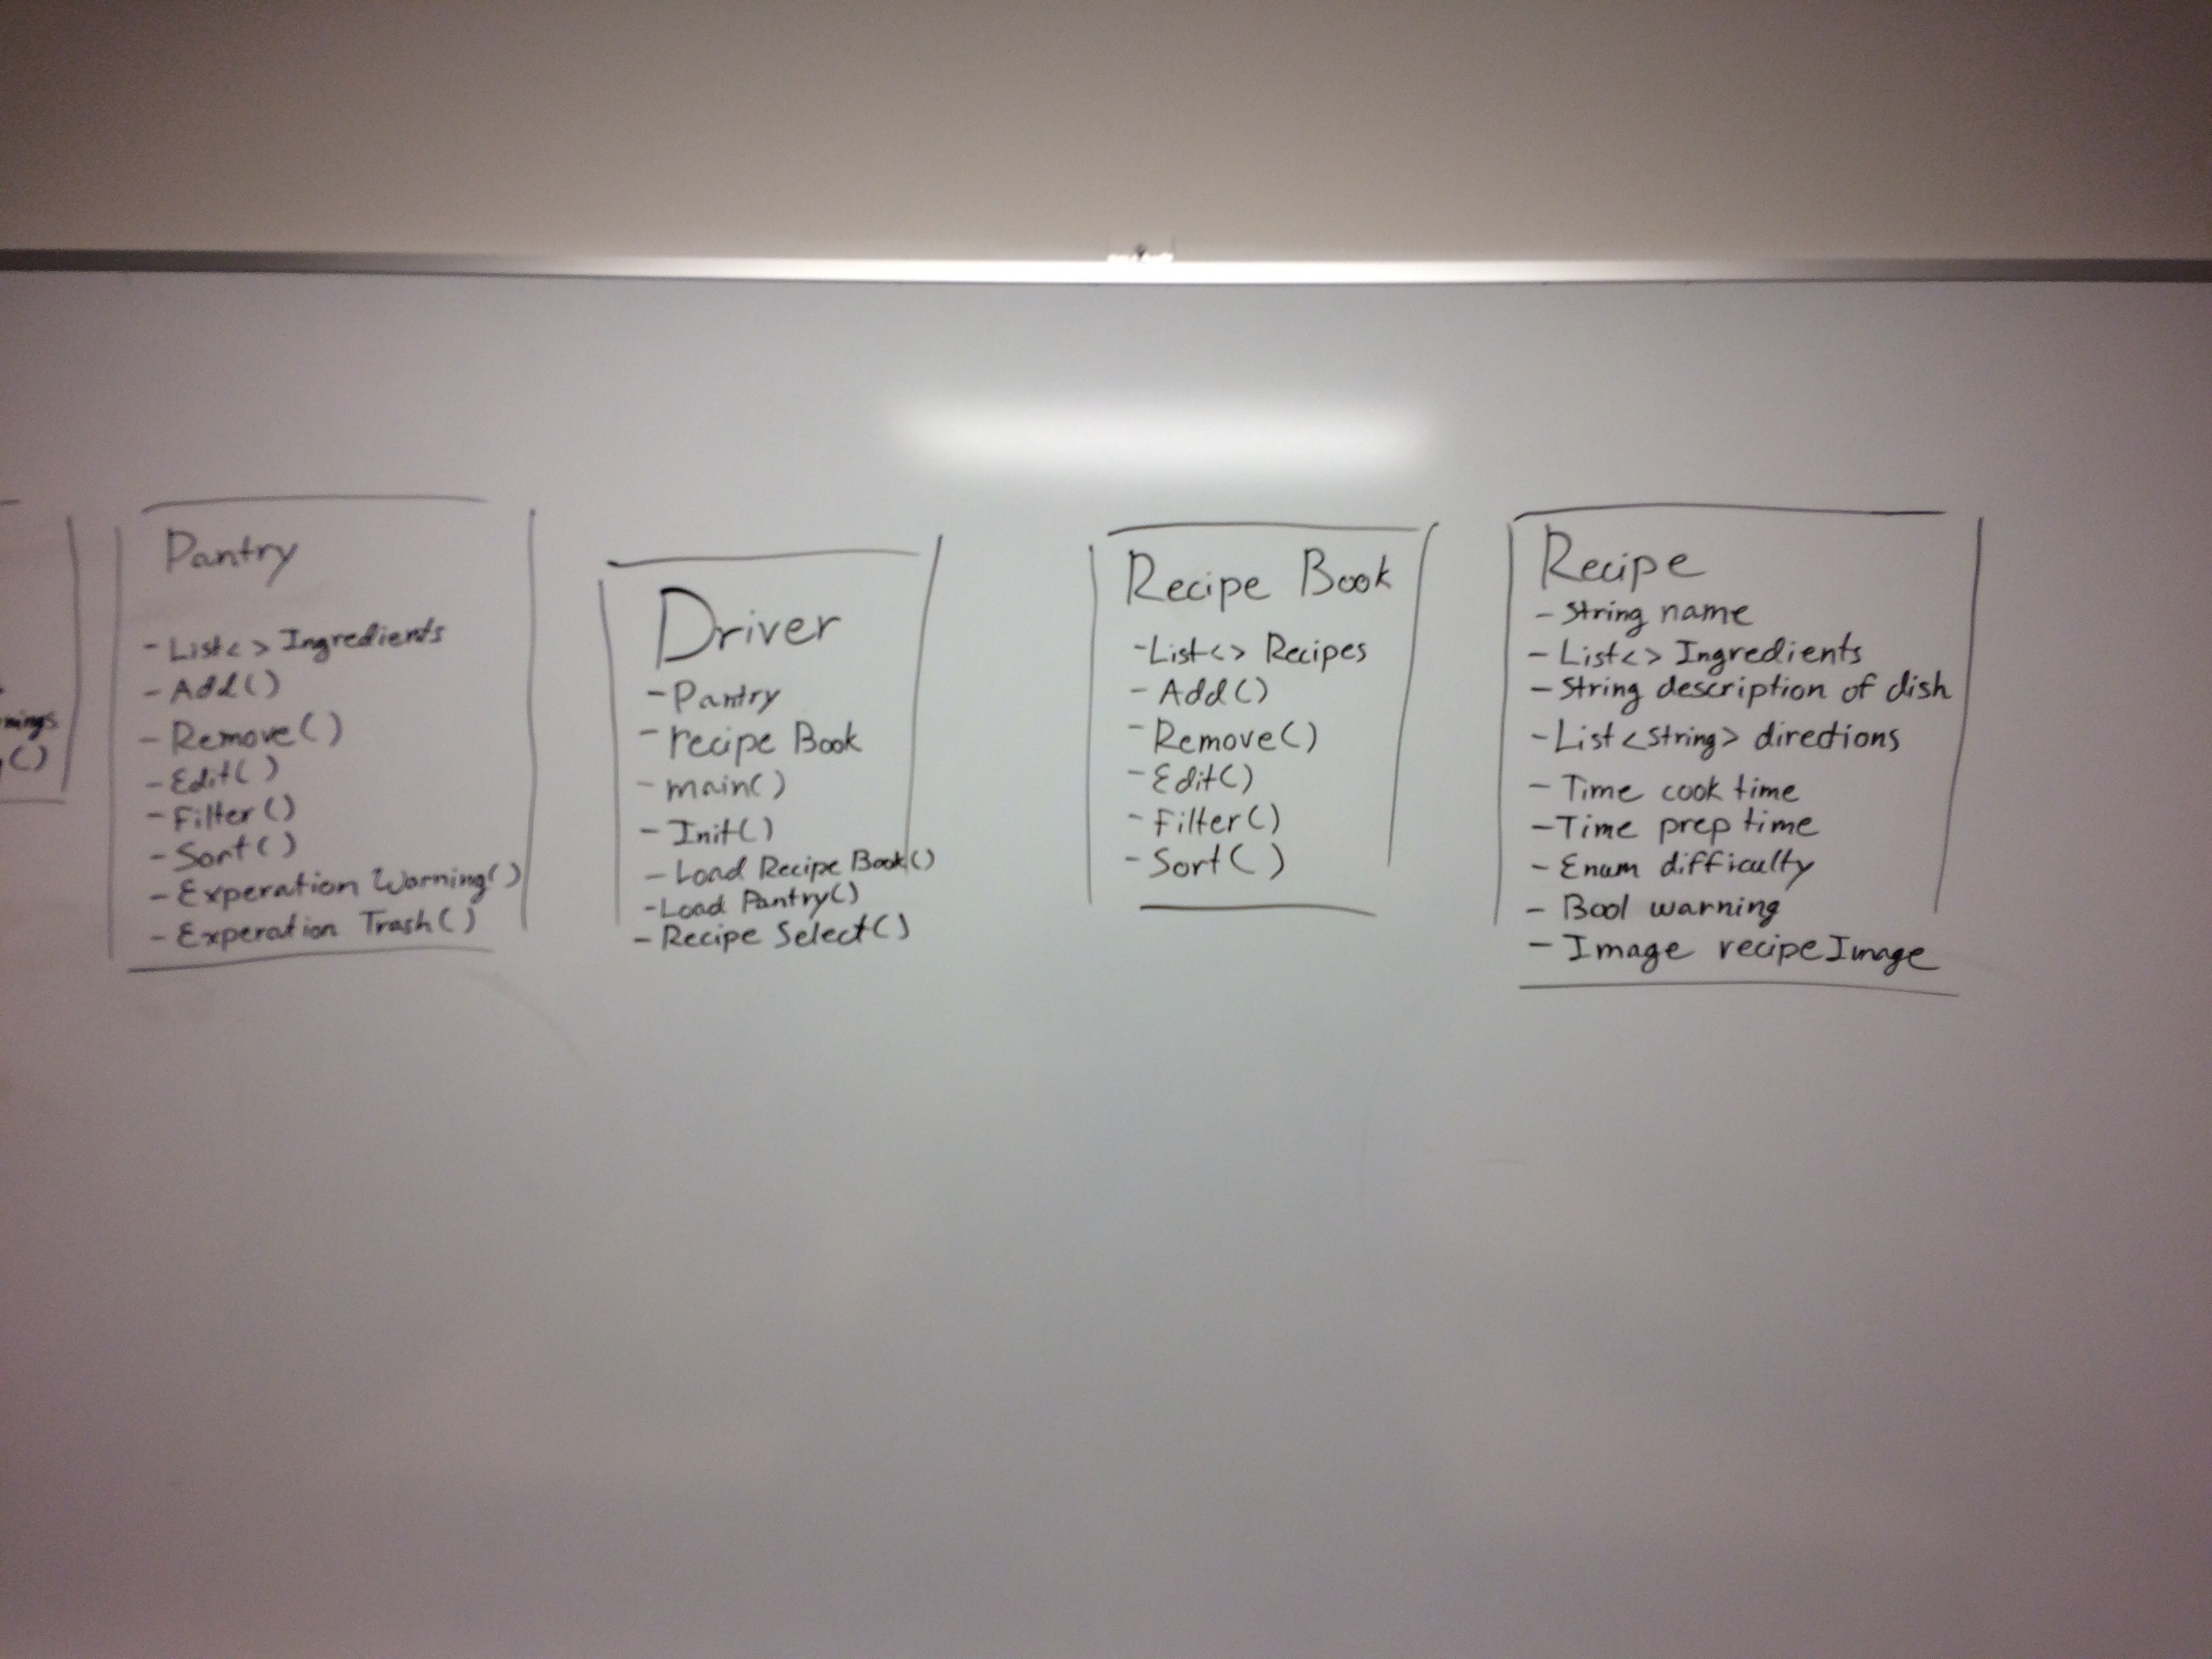 mings
()
Pantry
- List<> Ingredients
- Add()
- Remove()
- Edit()
- Filter()
- Sort()
- Experation Warning()
- Experation Trash()
Driver
- Pantry
- recipe Book
- main()
- Init()
- Load Recipe Book()
- Load Pantry()
- Recipe Select()
Recipe Book
- List<> Recipes
- Add()
- Remove()
- Edit()
- Filter()
- Sort()
Recipe
- String name
- List<> Ingredients
- String description of dish
- List<String> directions
- Time cook time
- Time prep time
- Enum difficulty
- Bool warning
- Image recipeImage